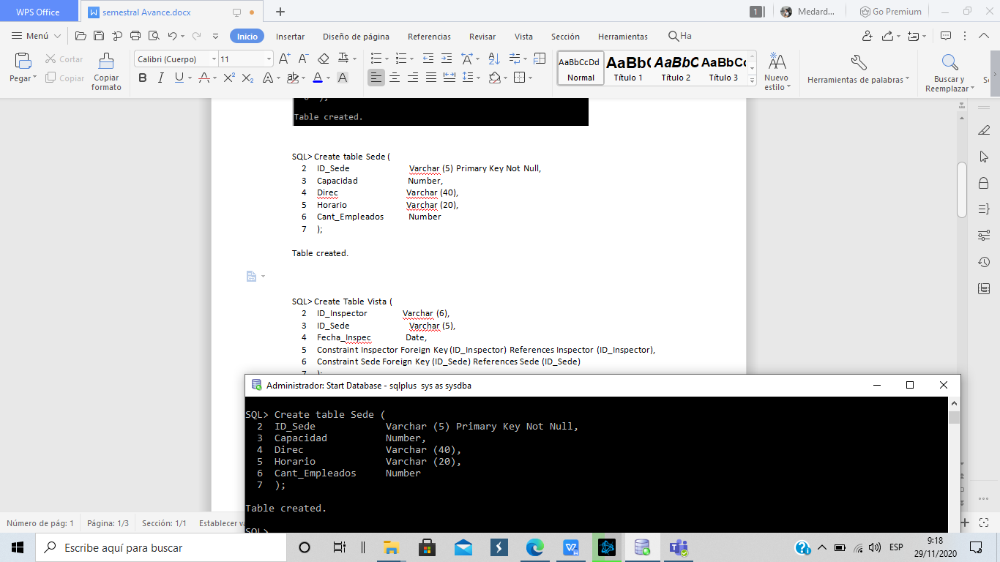 WPS Office
semestral Avance.docx
1
Medard...
Go Premium
Menú
Inicio
Insertar
Diseño de página
Referencias
Revisar
Vista
Sección
Herramientas
Ha
Pegar
Cortar
Copiar
Copiar formato
Calibri (Cuerpo)
11
AaBbCcDd
Normal
AaBb(
Título 1
AaBbC
Título 2
AaBbCc
Título 3
Nuevo estilo
Herramientas de palabras
Buscar y Reemplazar
Table created.
SQL> Create table Sede (
2 ID_Sede Varchar (5) Primary Key Not Null,
3 Capacidad Number,
4 Direc Varchar (40),
5 Horario Varchar (20),
6 Cant_Empleados Number
7 );
Table created.
SQL> Create Table Vista (
2 ID_Inspector Varchar (6),
3 ID_Sede Varchar (5),
4 Fecha_Inspec Date,
5 Constraint Inspector Foreign Key (ID_Inspector) References Inspector (ID_Inspector),
6 Constraint Sede Foreign Key (ID_Sede) References Sede (ID_Sede)
7 );
Administrador: Start Database - sqlplus sys as sysdba
SQL> Create table Sede (
2 ID_Sede Varchar (5) Primary Key Not Null,
3 Capacidad Number,
4 Direc Varchar (40),
5 Horario Varchar (20),
6 Cant_Empleados Number
7 );
Table created.
SQL>
Número de pág: 1
Página: 1/3
Sección: 1/1
Establecer va
Escribe aquí para buscar
ESP
9:18
29/11/2020